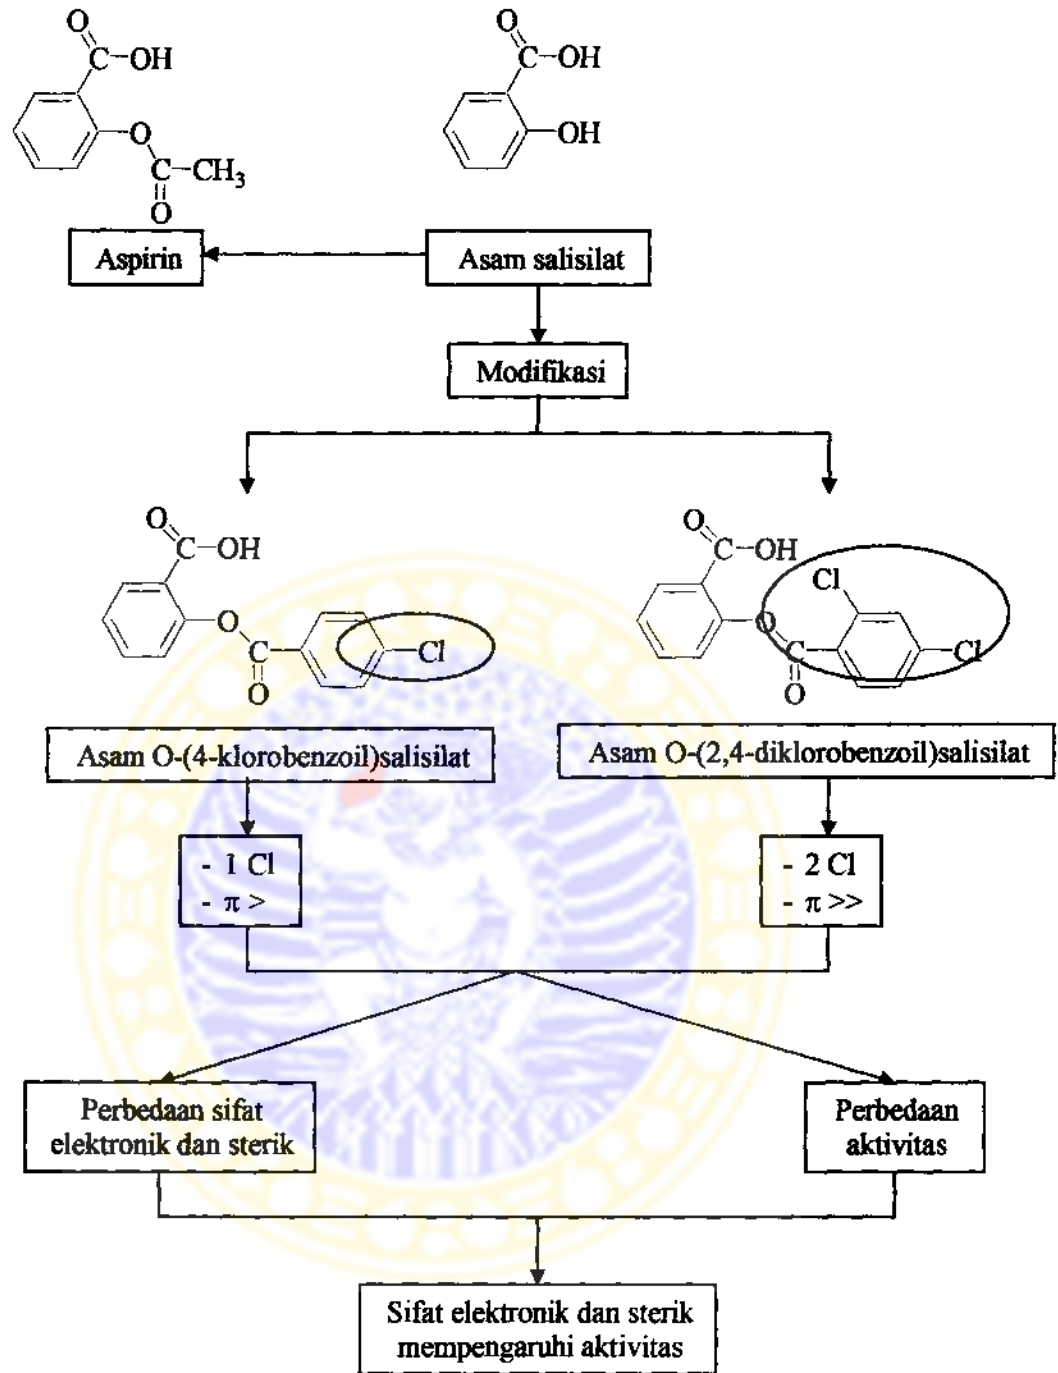 O
C-OH
O
C-CH₃
O
O
C-OH
OH
Aspirin
Asam salisilat
Modifikasi
O
C-OH
O
C
O
Cl
O
C-OH
Cl
O
C
O
Cl
Asam O-(4-klorobenzoil)salisilat
Asam O-(2,4-diklorobenzoil)salisilat
- 1 Cl
- π >
- 2 Cl
- π >>
Perbedaan sifat
elektronik dan sterik
Perbedaan
aktivitas
Sifat elektronik dan sterik
mempengaruhi aktivitas